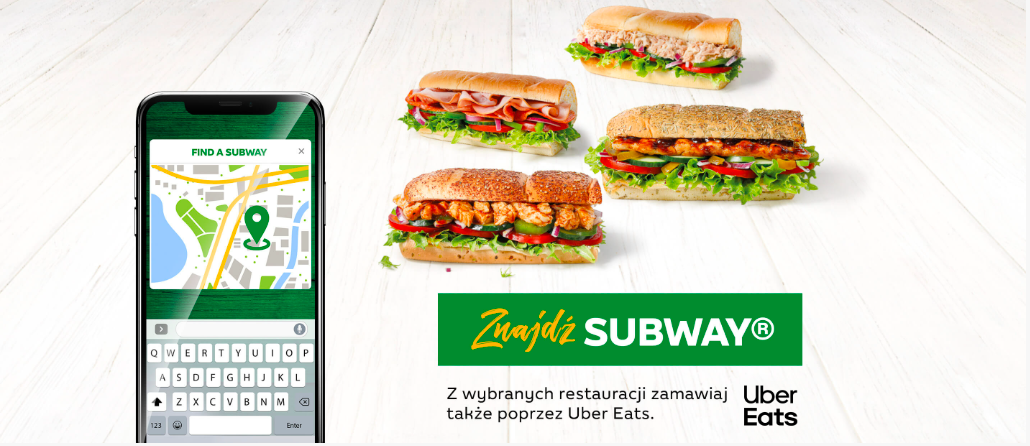 FIND A SUBWAY ×
Q W E R T Y U I O P
A S D F G H J K L
Z X C V B N M
123 Enter
Znajdź SUBWAY®
Z wybranych restauracji zamawiaj
także poprzez Uber Eats.
Uber
Eats